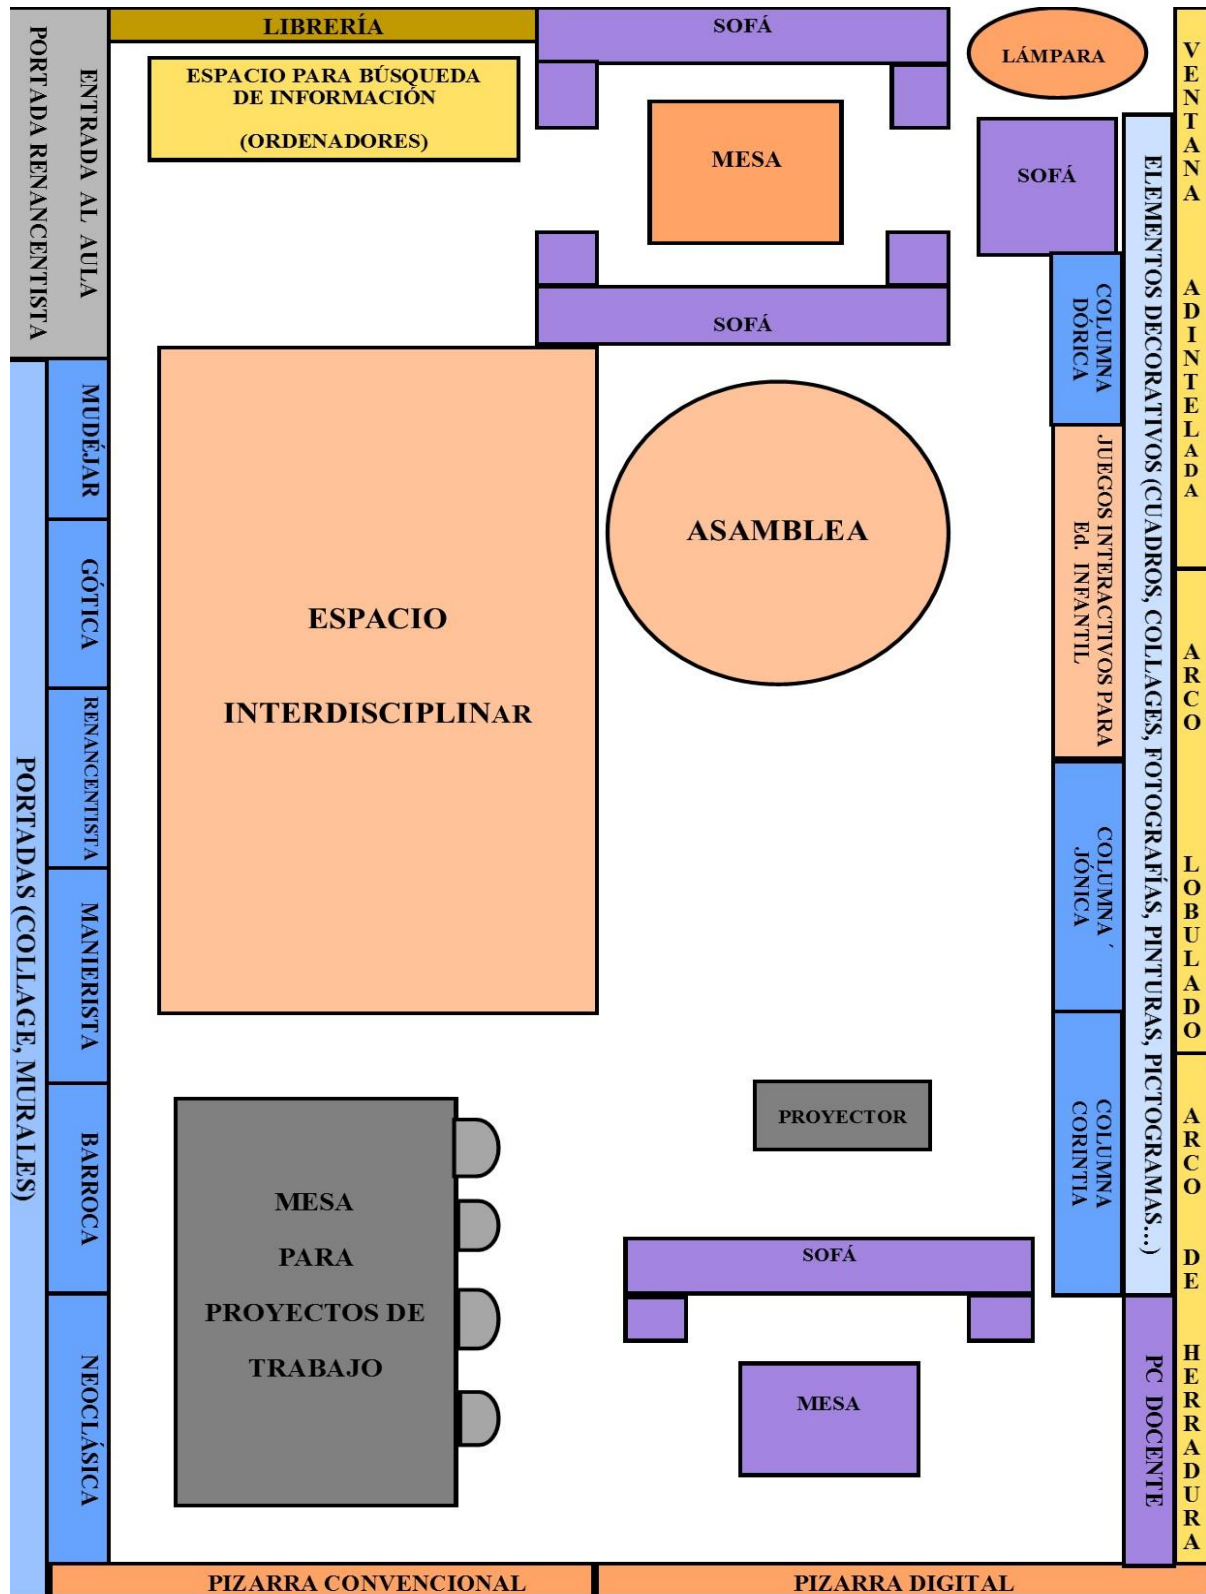 LIBRERÍA
SOFÁ
LÁMPARA
ESPACIO PARA BÚSQUEDA
DE INFORMACIÓN
(ORDENADORES)
MESA
SOFÁ
SOFÁ
ENTRADA AL AULA
PORTADA RENANCENTISTA
VENTANA ADINTELADA
ELEMENTOS DECORATIVOS (CUADROS, COLLAGES, FOTOGRAFÍAS, PINTURAS, PICTOGRAMAS...)
COLUMNA
DÓRICA
MUDÉJAR
ASAMBLEA
JUEGOS INTERACTIVOS PARA
Ed. INFANTIL
GÓTICA
ESPACIO
INTERDISCIPLINAR
ARCO LOBULADO
RENANCENTISTA
PORTADAS (COLLAGE, MURALES)
COLUMNA´
JÓNICA
MANIERISTA
COLUMNA
CORINTIA
ARCO DE HERRADURA
PROYECTOR
BARROCA
MESA
PARA
PROYECTOS DE
TRABAJO
SOFÁ
MESA
NEOCLÁSICA
PC DOCENTE
PIZARRA CONVENCIONAL
PIZARRA DIGITAL